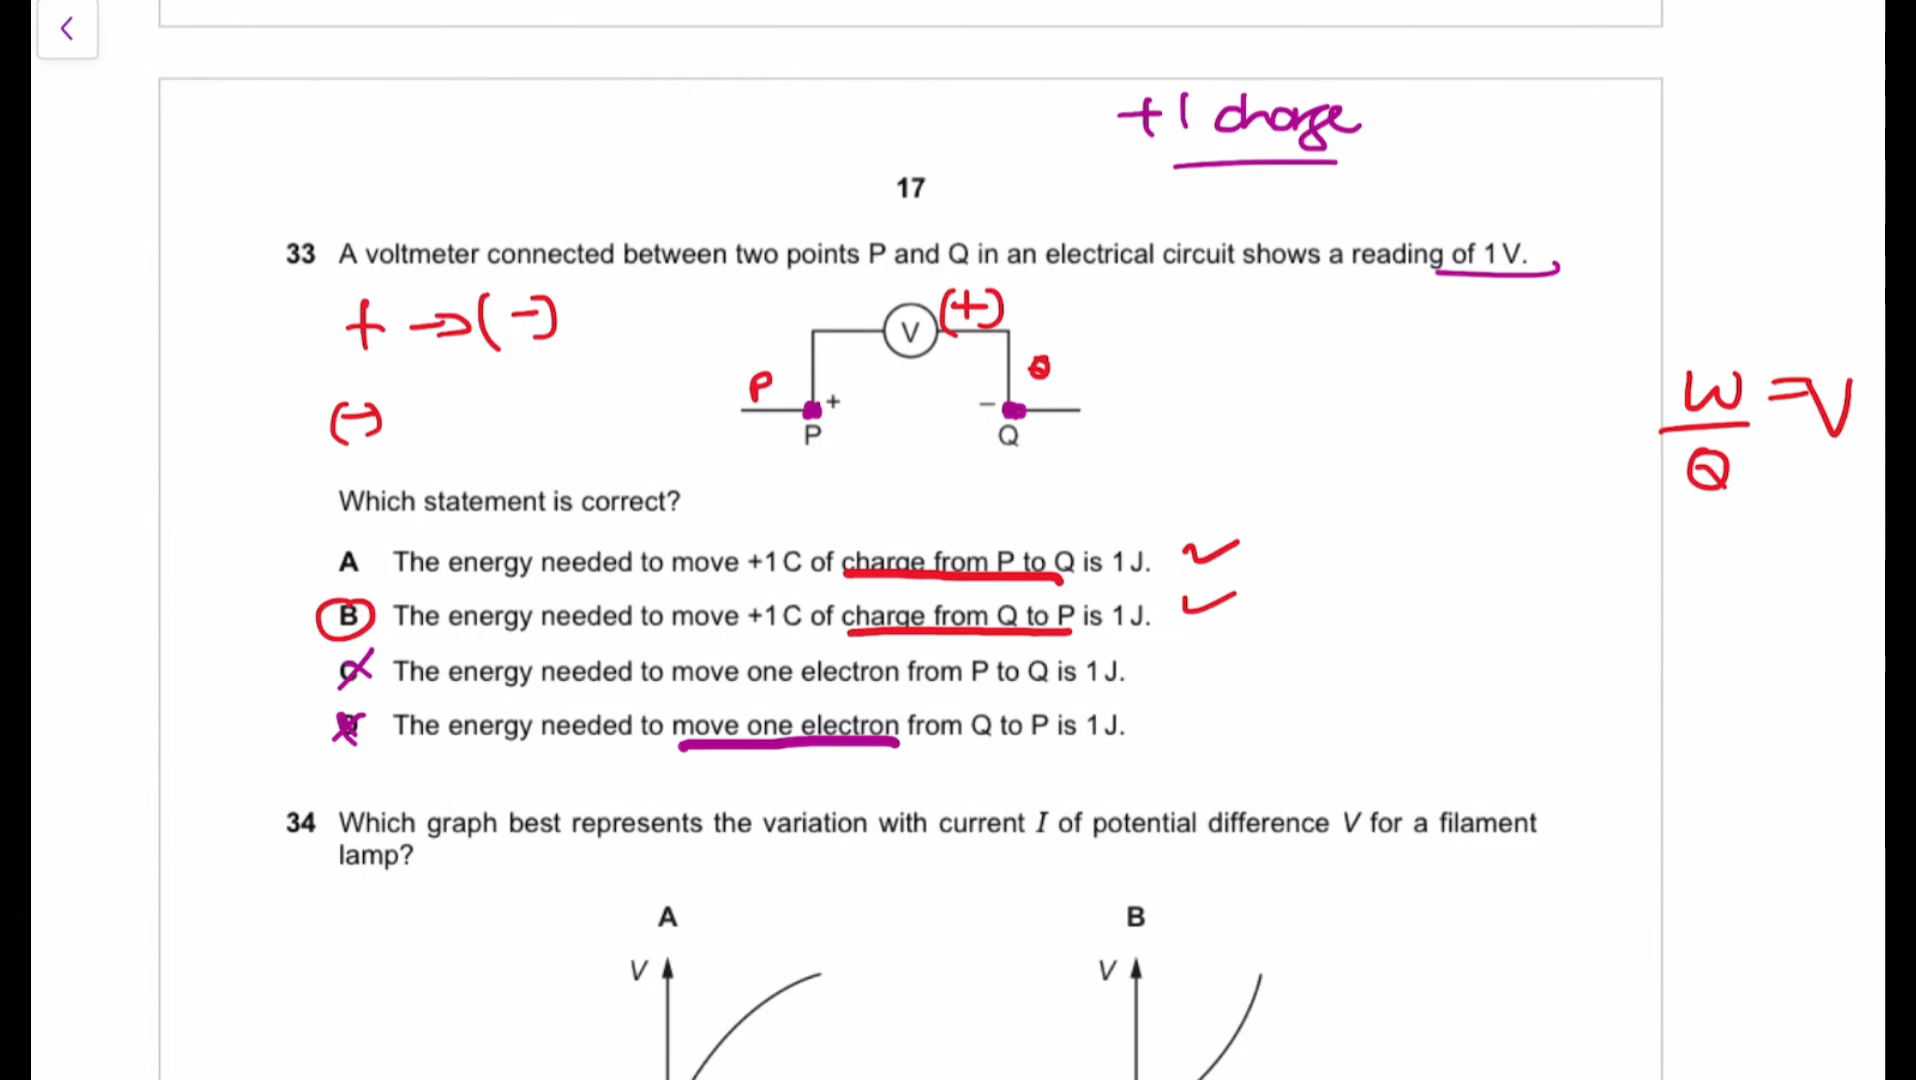 +1 charge
17
33 A voltmeter connected between two points P and Q in an electrical circuit shows a reading of 1 V.
+ → (-)
(+)
V
P
Q
+
−
P
Q
(-)
W/Q = V
Which statement is correct?
A The energy needed to move +1 C of charge from P to Q is 1 J.
B The energy needed to move +1 C of charge from Q to P is 1 J.
C The energy needed to move one electron from P to Q is 1 J.
The energy needed to move one electron from Q to P is 1 J.
34 Which graph best represents the variation with current I of potential difference V for a filament
lamp?
A
B
V
V